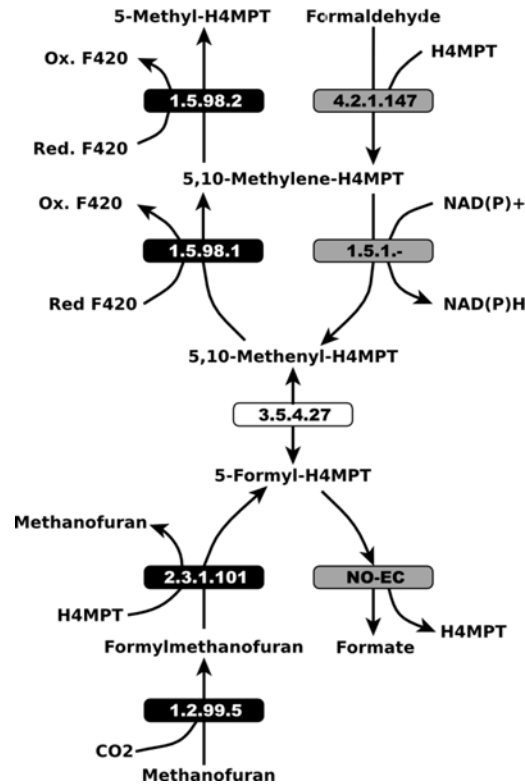 5-Methyl-H4MPT
Formaldehyde
Ox. F420
H4MPT
1.5.98.2
4.2.1.147
Red. F420
5,10-Methylene-H4MPT
Ox. F420
NAD(P)+
1.5.98.1
1.5.1.-
Red F420
NAD(P)H
5,10-Methenyl-H4MPT
3.5.4.27
5-Formyl-H4MPT
Methanofuran
2.3.1.101
NO-EC
H4MPT
H4MPT
Formylmethanofuran
Formate
1.2.99.5
CO2
Methanofuran